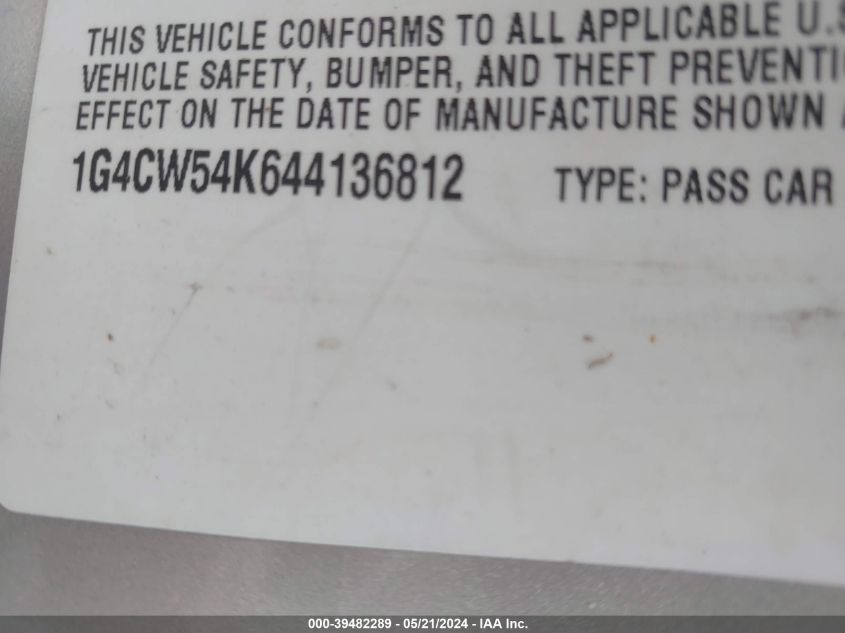 THIS VEHICLE CONFORMS TO ALL APPLICABLE U.S
VEHICLE SAFETY, BUMPER, AND THEFT PREVENTI
EFFECT ON THE DATE OF MANUFACTURE SHOWN
1G4CW54K644136812 TYPE: PASS CAR
000-39482289 - 05/21/2024 - IAA Inc.